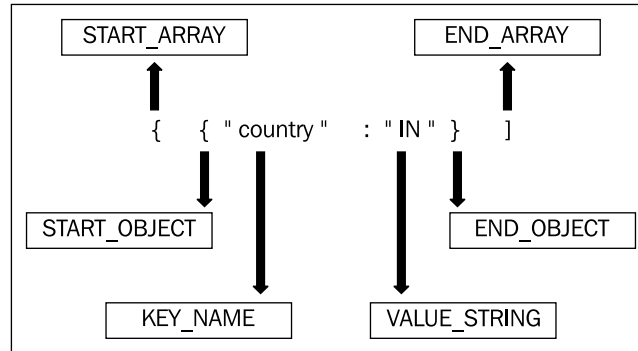 START_ARRAY END_ARRAY
{ { " country " : " IN " } ]
START_OBJECT END_OBJECT
KEY_NAME VALUE_STRING